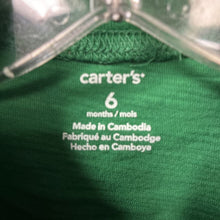 carter's
6
months / mois
Made in Cambodia
Fabriqué au Cambodge
Hecho en Camboya